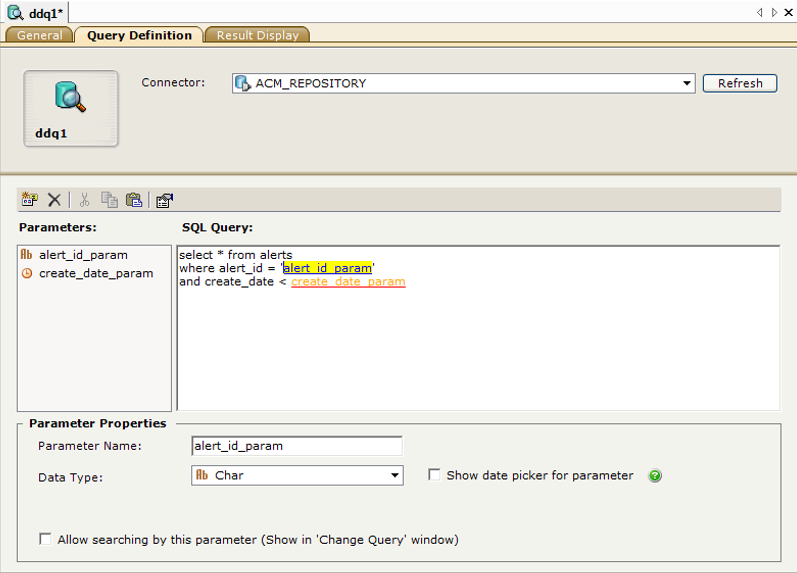 ddq1*
General Query Definition Result Display
Connector: ACM_REPOSITORY Refresh
ddq1
Parameters: SQL Query:
alert_id_param
create_date_param
select * from alerts
where alert_id = 'alert_id_param'
and create_date < create_date_param
Parameter Properties
Parameter Name: alert_id_param
Data Type: Ab Char Show date picker for parameter ?
Allow searching by this parameter (Show in 'Change Query' window)